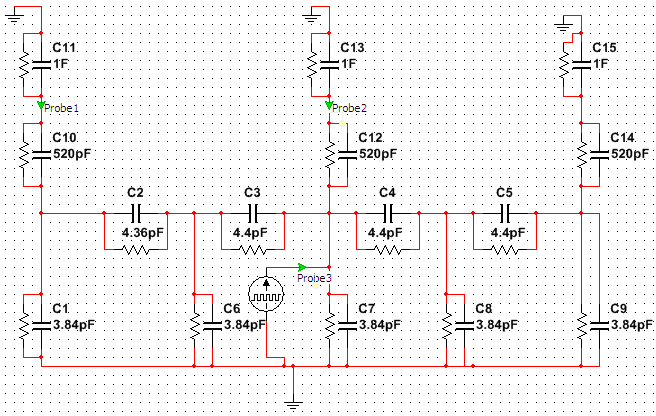 C11
1F
C13
1F
C15
1F
Probe1
Probe2
C10
520pF
C12
520pF
C14
520pF
C2
4.36pF
C3
4.4pF
C4
4.4pF
C5
4.4pF
Probe3
C1
3.84pF
C6
3.84pF
C7
3.84pF
C8
3.84pF
C9
3.84pF